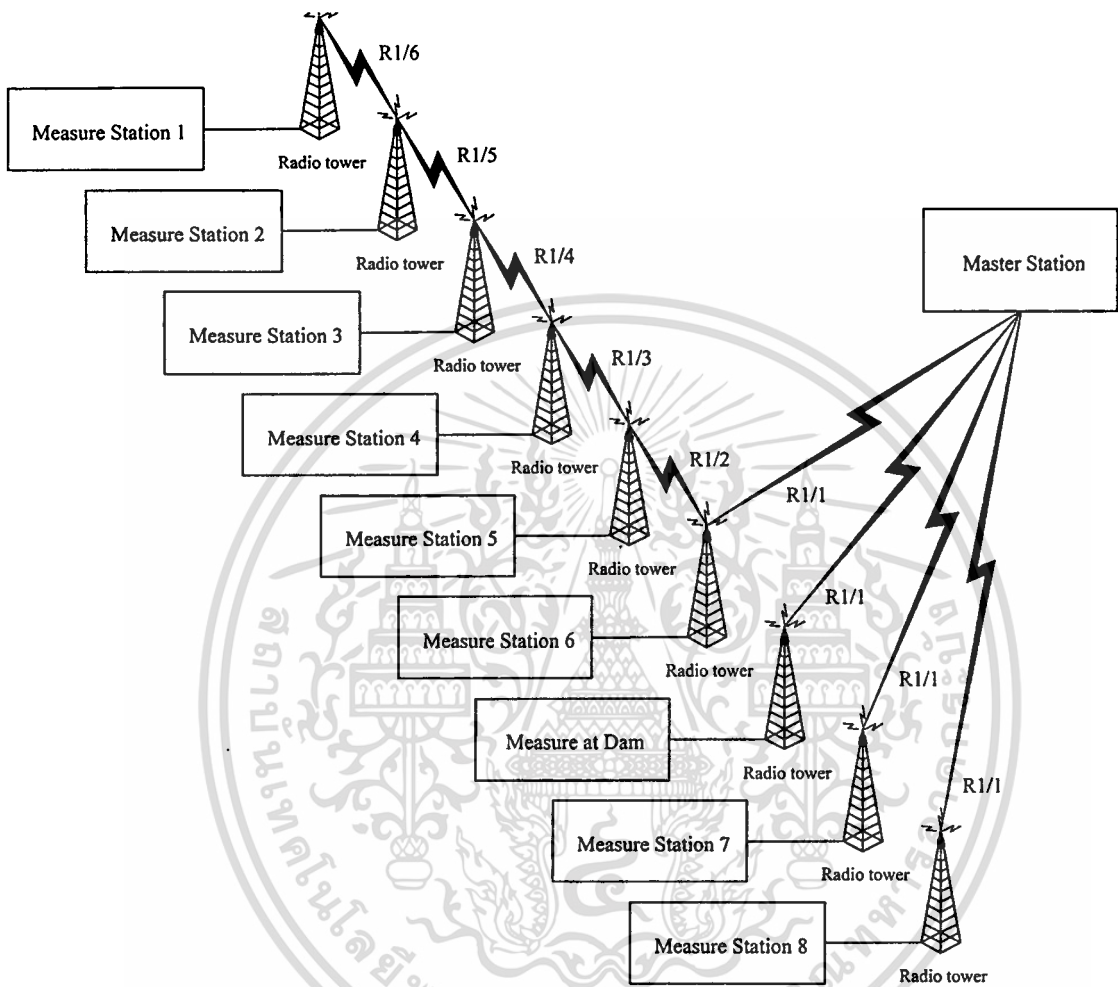 R1/6
Measure Station 1
Radio tower
R1/5
Measure Station 2
Radio tower
R1/4
Master Station
Measure Station 3
Radio tower
R1/3
Measure Station 4
Radio tower
R1/2
R1/1
Measure Station 5
Radio tower
R1/1
Measure Station 6
Radio tower
R1/1
Measure at Dam
Radio tower
R1/1
Measure Station 7
Radio tower
Measure Station 8
Radio tower